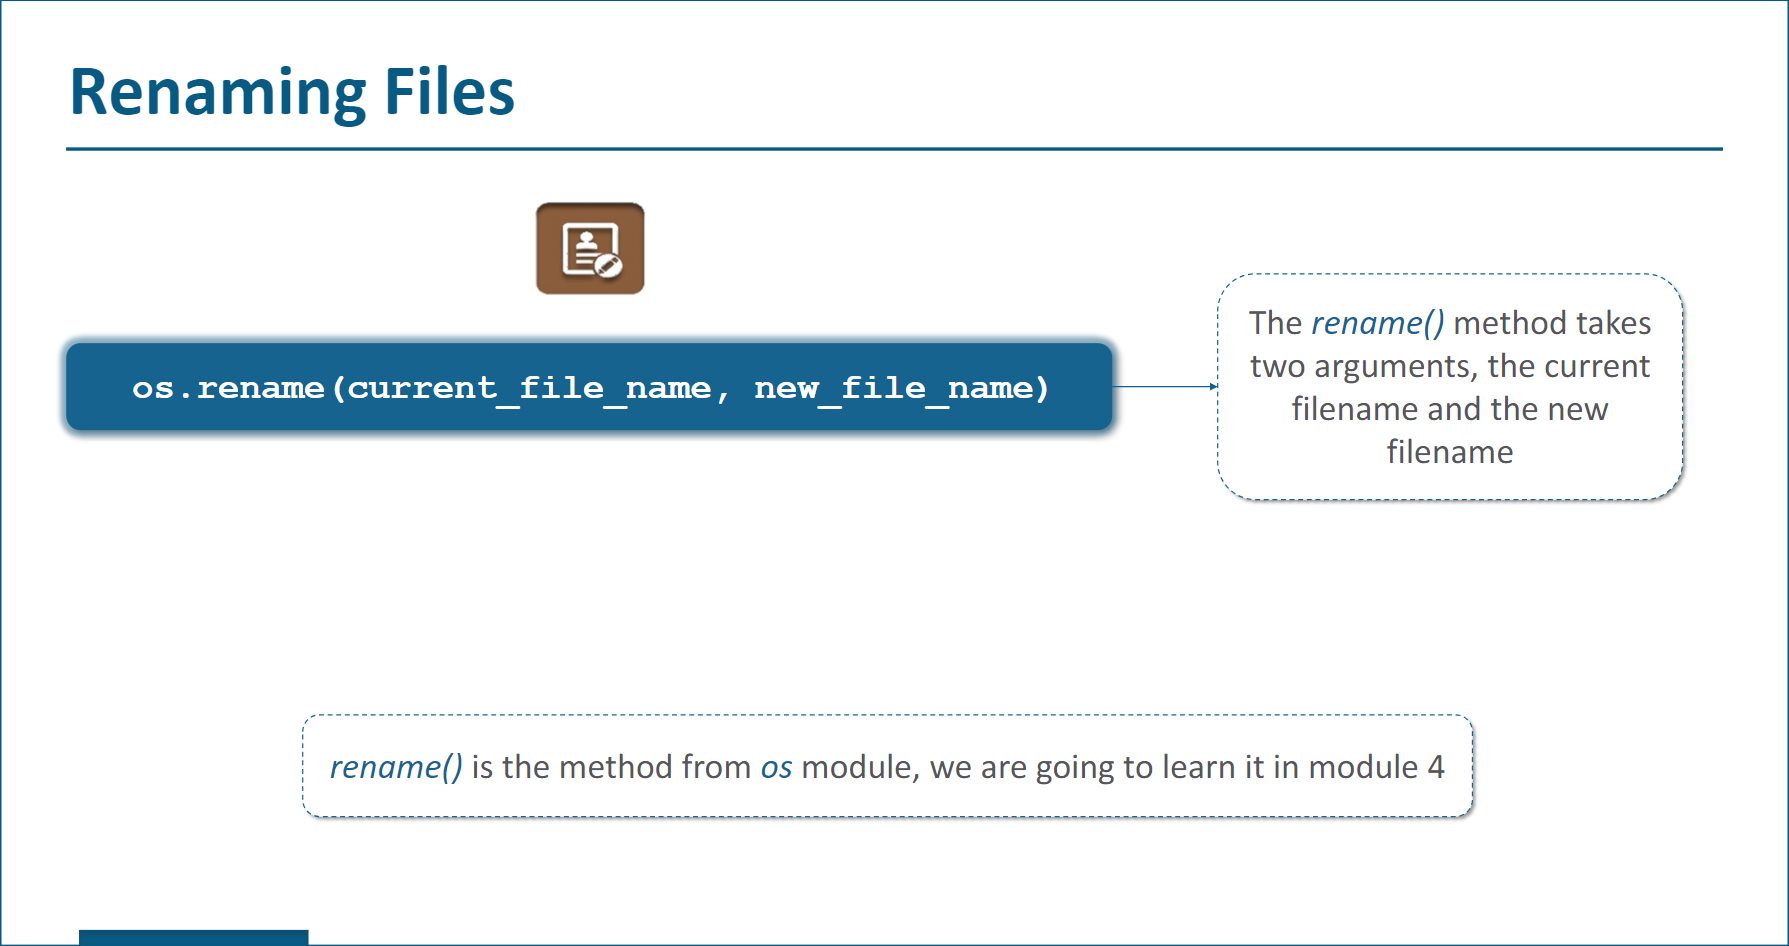 Renaming Files
os.rename(current_file_name, new_file_name)
The rename() method takes
two arguments, the current
filename and the new
filename
rename() is the method from os module, we are going to learn it in module 4